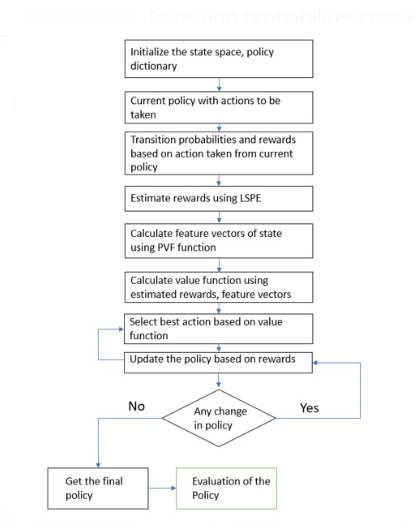 transition probabilites creati
Initialize the state space, policy
dictionary
Current policy with actions to be
taken
Transition probabilities and rewards
based on action taken from current
policy
Estimate rewards using LSPE
Calculate feature vectors of state
using PVF function
Calculate value function using
estimated rewards, feature vectors
Select best action based on value
function
Update the policy based on rewards
No
Any change
in policy
Yes
Get the final
policy
Evaluation of the
Policy